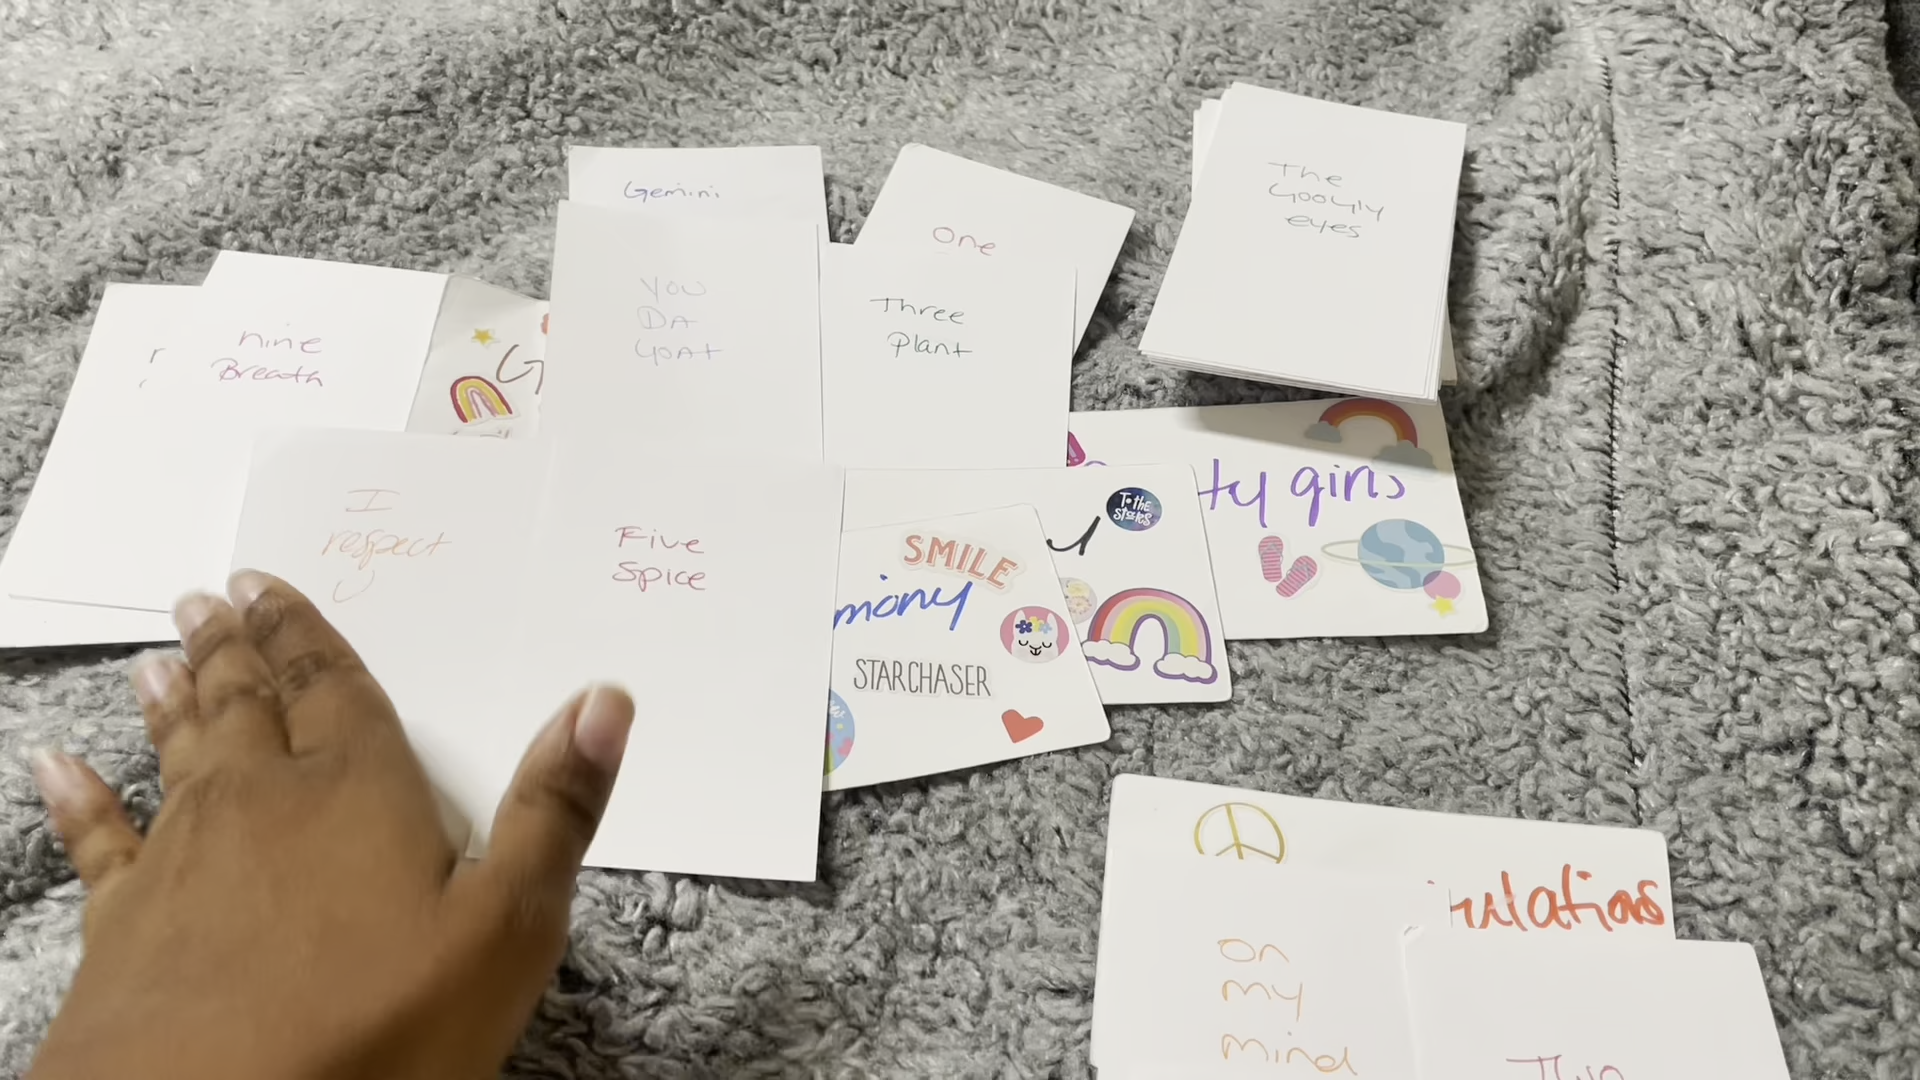 Gemini
YOU
DA
GOAT
One
Three
Plant
The
Googly
eyes
nine
Breath
I
respect
U
Five
Spice
SMILE
mony
STARCHASER
To THE
STARS
ty girls
ulations
on
my
mind